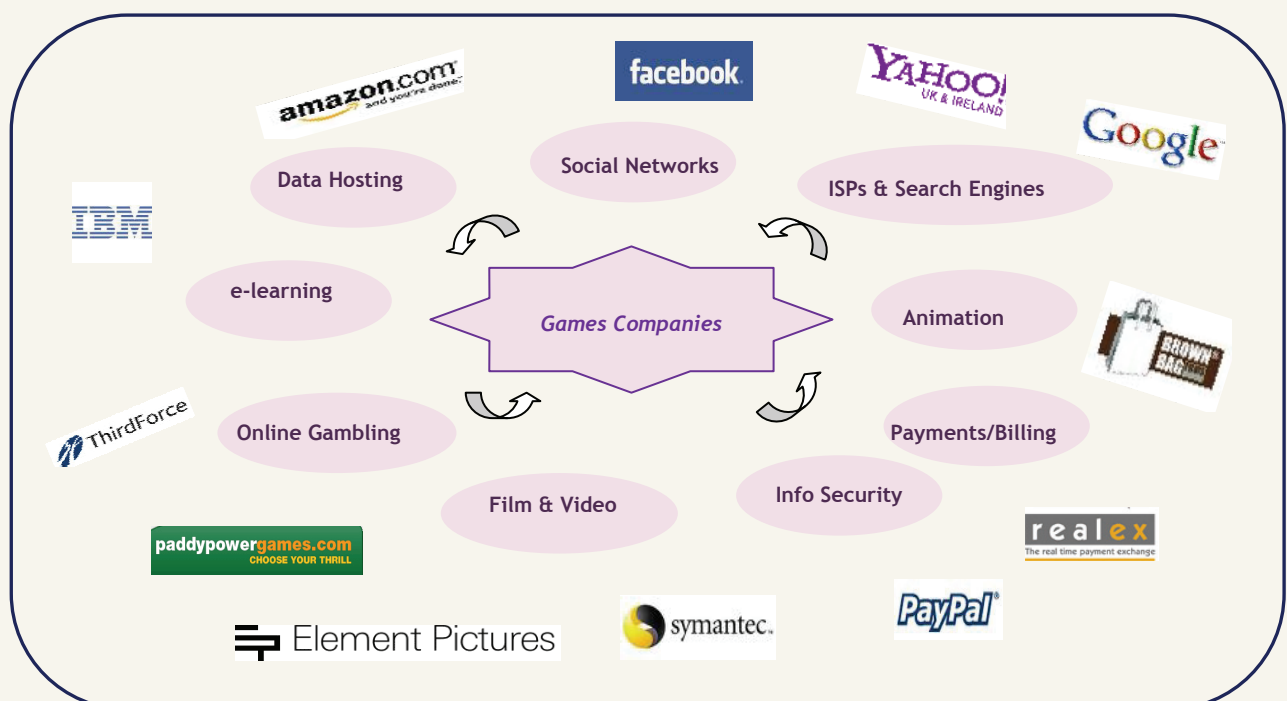 facebook
amazon.com
and you're done.
YAHOO!
UK & IRELAND
Google
Data Hosting
Social Networks
ISPs & Search Engines
IBM
e-learning
Games Companies
Animation
BROWN
BAG
ThirdForce
Online Gambling
Payments/Billing
Film & Video
Info Security
paddypowergames.com
CHOOSE YOUR THRILL
realex
The real time payment exchange
PayPal®
symantec.
Element Pictures